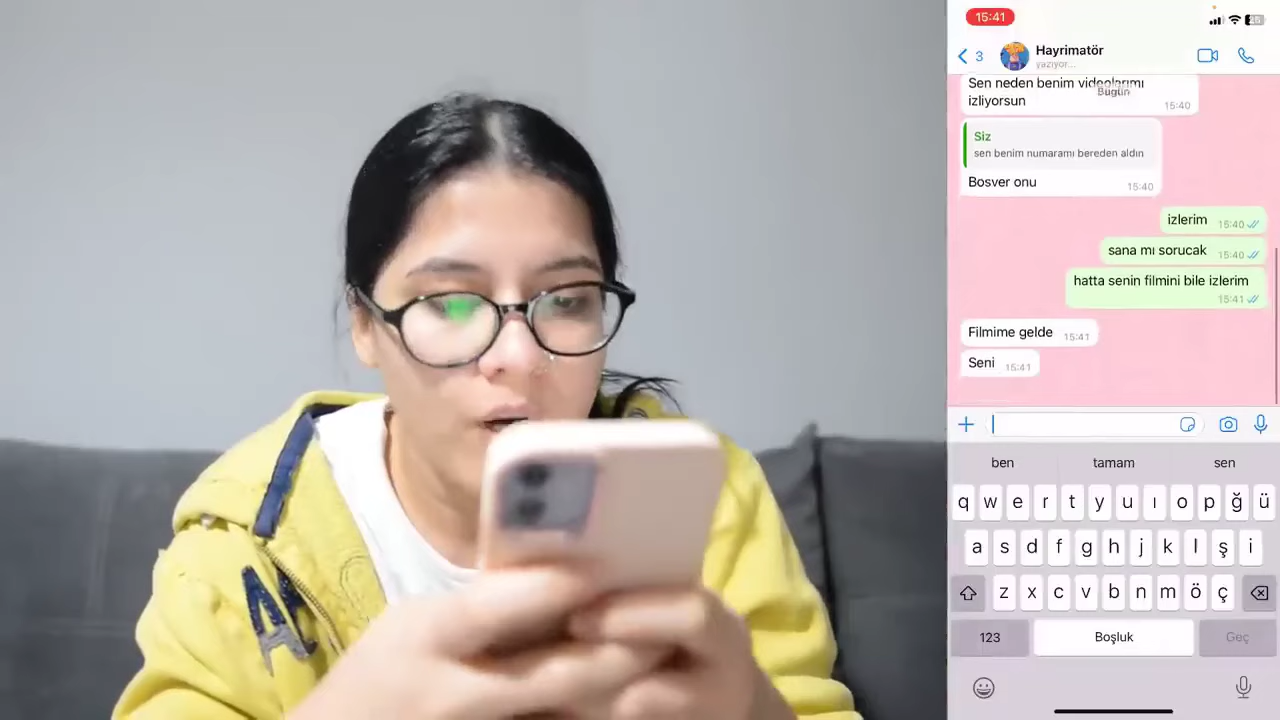 15:41
3
Hayrimatör
yazıyor...
Sen neden benim videolarımı
izliyorsun
15:40
Bugün
Siz
sen benim numaramı bereden aldın
Bosver onu
15:40
izlerim
15:40
sana mı sorucak
15:40
hatta senin filmini bile izlerim
15:41
Filmime gelde
15:41
Seni
15:41
ben tamam sen
q w e r t y u ı o p ğ ü
a s d f g h j k l ş i
z x c v b n m ö ç
123 Boşluk Geç